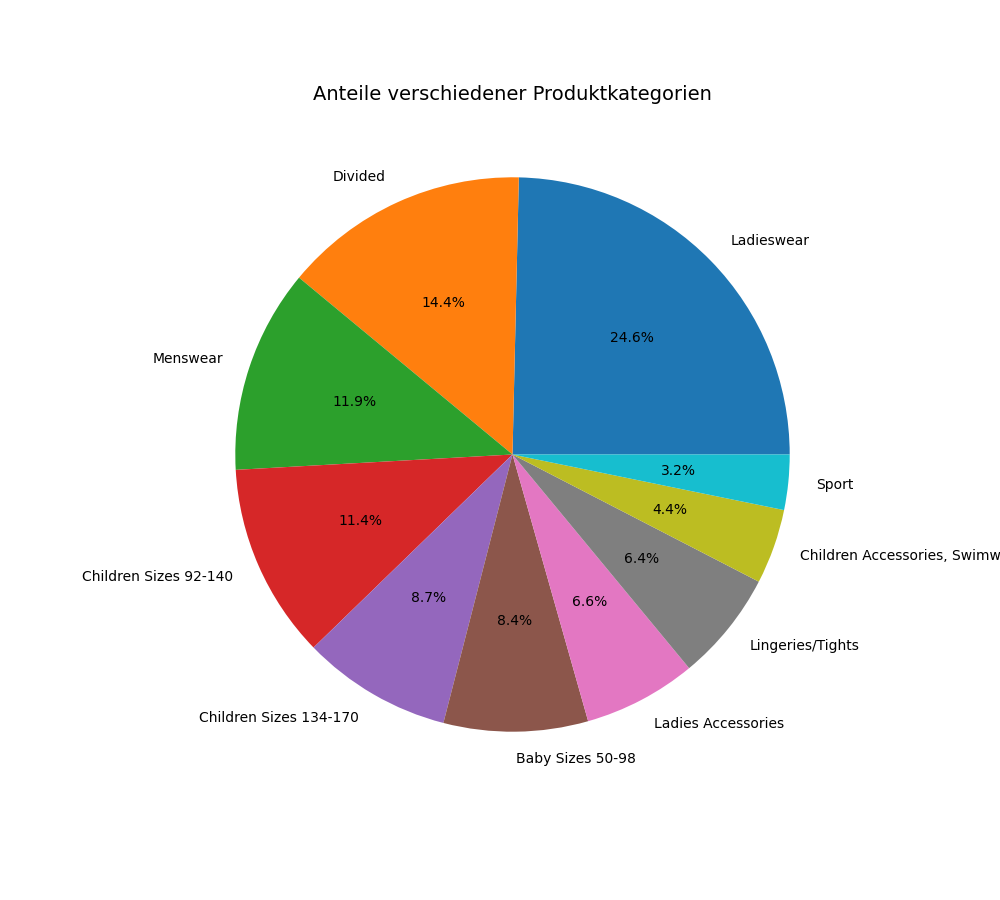 Anteile verschiedener Produktkategorien
Divided
Ladieswear
24.6%
14.4%
Menswear
11.9%
3.2%
Sport
4.4%
11.4%
Children Accessories, Swimw
6.4%
Children Sizes 92-140
8.7%
6.6%
8.4%
Lingeries/Tights
Children Sizes 134-170
Ladies Accessories
Baby Sizes 50-98